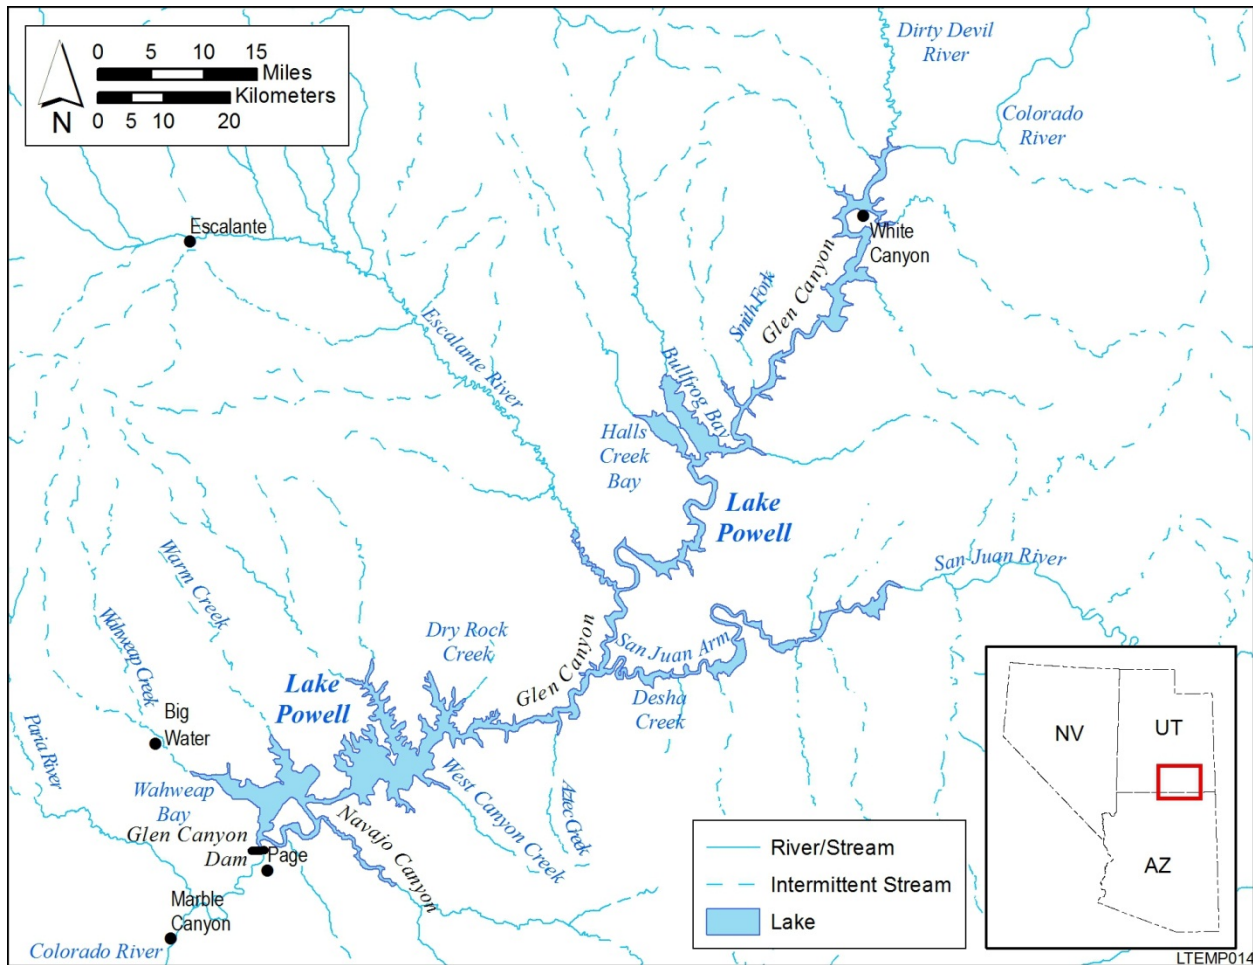 0 5 10 15
Miles
Kilometers
0 5 10 20
N
Dirty Devil
River
Colorado
River
Escalante
White
Canyon
Glen Canyon
Smith Fork
Escalante River
Bullfrog Bay
Halls
Creek
Bay
Lake
Powell
San Juan River
Warm Creek
Wahweap Creek
Dry Rock
Creek
Glen Canyon
San Juan Arm
Desha
Creek
Lake
Powell
Paria River
Big
Water
Wahweap
Bay
West Canyon Creek
Aztec Creek
Navajo Canyon
Glen Canyon
Dam
Page
Marble
Canyon
Colorado River
River/Stream
Intermittent Stream
Lake
NV
UT
AZ
LTEMP014